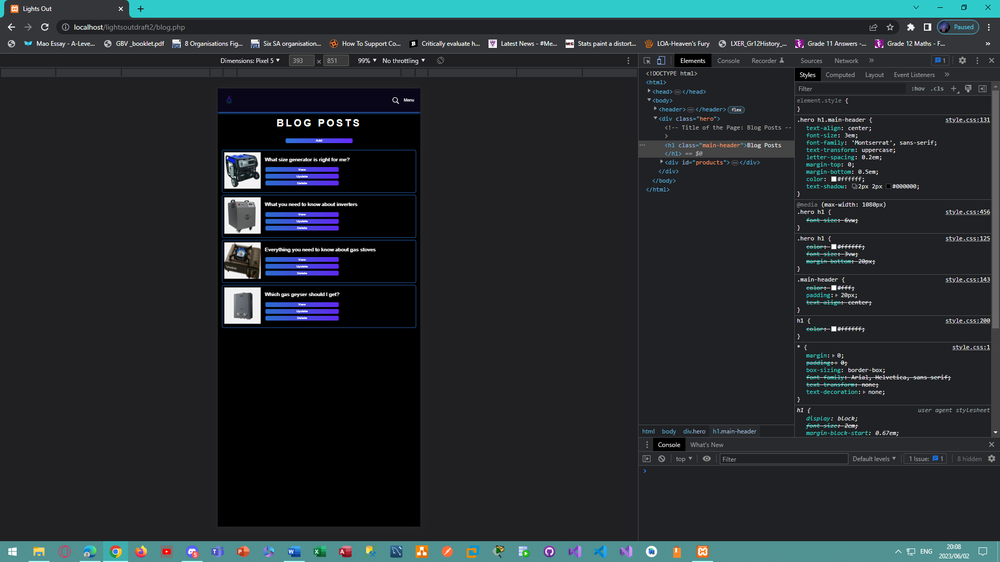 Lights Out
localhost/lightsoutdraft2/blog.php
Paused
Mao Essay - A-Leve...
GBV _booklet.pdf
8 Organisations Fig...
Six SA organisation...
How To Support Co...
Critically evaluate h...
Latest News - #Me...
Stats paint a distort...
LOA-Heaven's Fury
LXER_Gr12History_...
Grade 11 Answers -...
Grade 12 Maths - F...
»
Dimensions: Pixel 5
393 × 851
99%
No throttling
Menu
BLOG POSTS
Add
What size generator is right for me?
View
Update
Delete
What you need to know about inverters
View
Update
Delete
Everything you need to know about gas stoves
View
Update
Delete
Which gas geyser should I get?
View
Update
Delete
Elements
Console
Recorder
Sources
Network
»
1
<!DOCTYPE html>
<html>
<head>…</head>
<body>
<header>…</header> flex
<div class="hero">
<!-- Title of the Page: Blog Posts --
>
<h1 class="main-header">Blog Posts
</h1> == $0
<div id="products">…</div>
</div>
</body>
</html>
html body div.hero h1.main-header
Styles
Computed
Layout
Event Listeners
»
Filter
:hov .cls +
element.style {
}
.hero h1.main-header { style.css:131
text-align: center;
font-size: 3em;
font-family: 'Montserrat', sans-serif;
text-transform: uppercase;
letter-spacing: 0.2em;
margin-top: 0;
margin-bottom: 0.5em;
color: #ffffff;
text-shadow: 2px 2px #000000;
}
@media (max-width: 1080px)
.hero h1 { style.css:456
font-size: 6vw;
}
.hero h1 { style.css:125
color: #ffffff;
font-size: 3vw;
margin-bottom: 20px;
}
.main-header { style.css:143
color: #fff;
padding: 20px;
text-align: center;
}
h1 { style.css:200
color: #ffffff;
}
* { style.css:1
margin: 0;
padding: 0;
box-sizing: border-box;
font-family: Arial, Helvetica, sans-serif;
text-transform: none;
text-decoration: none;
}
h1 { user agent stylesheet
display: block;
font-size: 2em;
margin-block-start: 0.67em;
Console
What's New
top
Filter
Default levels
1 Issue: 1
8 hidden
5
ENG
20:08
2023/06/02